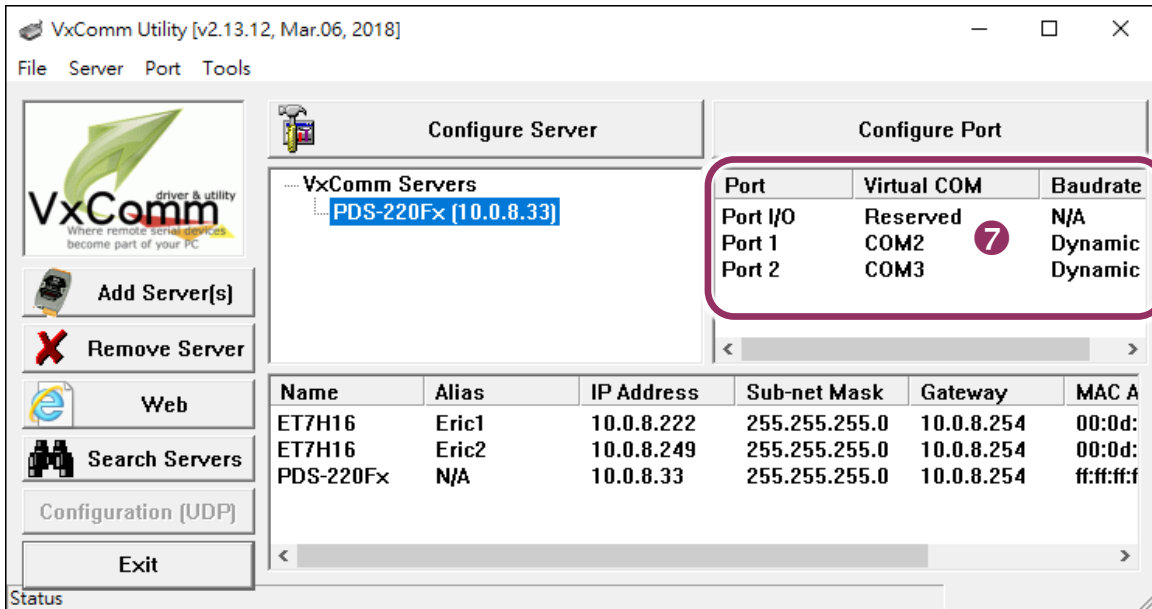 VxComm Utility [v2.13.12, Mar.06, 2018]
File Server Port Tools
driver & utility
VxComm
Where remote serial devices
become part of your PC
Add Server(s)
Remove Server
Web
Search Servers
Configuration (UDP)
Exit
Configure Server
VxComm Servers
PDS-220Fx (10.0.8.33)
Configure Port
Port Virtual COM Baudrate
Port I/O Reserved N/A
Port 1 COM2 Dynamic
Port 2 COM3 Dynamic
7
Name Alias IP Address Sub-net Mask Gateway MAC A
ET7H16 Eric1 10.0.8.222 255.255.255.0 10.0.8.254 00:0d:
ET7H16 Eric2 10.0.8.249 255.255.255.0 10.0.8.254 00:0d:
PDS-220Fx N/A 10.0.8.33 255.255.255.0 10.0.8.254 ff:ff:ff:f
Status